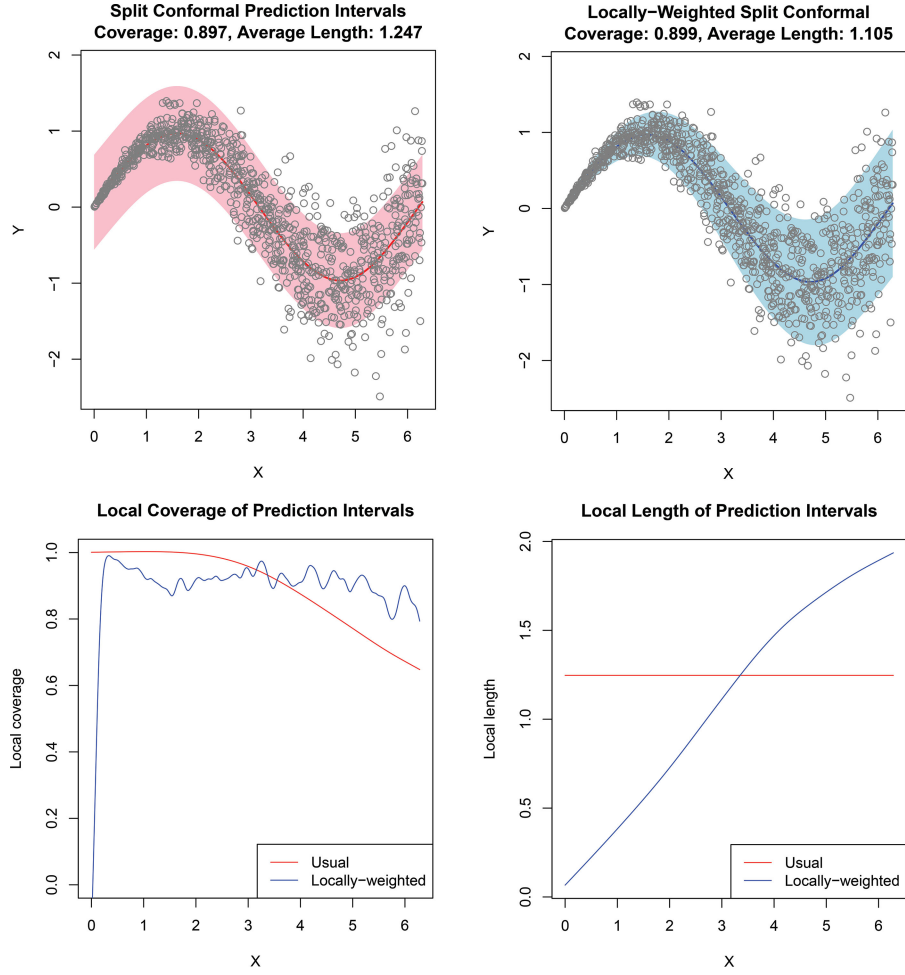 Split Conformal Prediction Intervals
Coverage: 0.897, Average Length: 1.247
2
1
0
−1
−2
Y
0 1 2 3 4 5 6
X
Locally−Weighted Split Conformal
Coverage: 0.899, Average Length: 1.105
2
1
0
−1
−2
Y
0 1 2 3 4 5 6
X
Local Coverage of Prediction Intervals
1.0
0.8
0.6
0.4
0.2
0.0
Local coverage
Usual
Locally−weighted
0 1 2 3 4 5 6
X
Local Length of Prediction Intervals
2.0
1.5
1.0
0.5
0.0
Local length
Usual
Locally−weighted
0 1 2 3 4 5 6
X